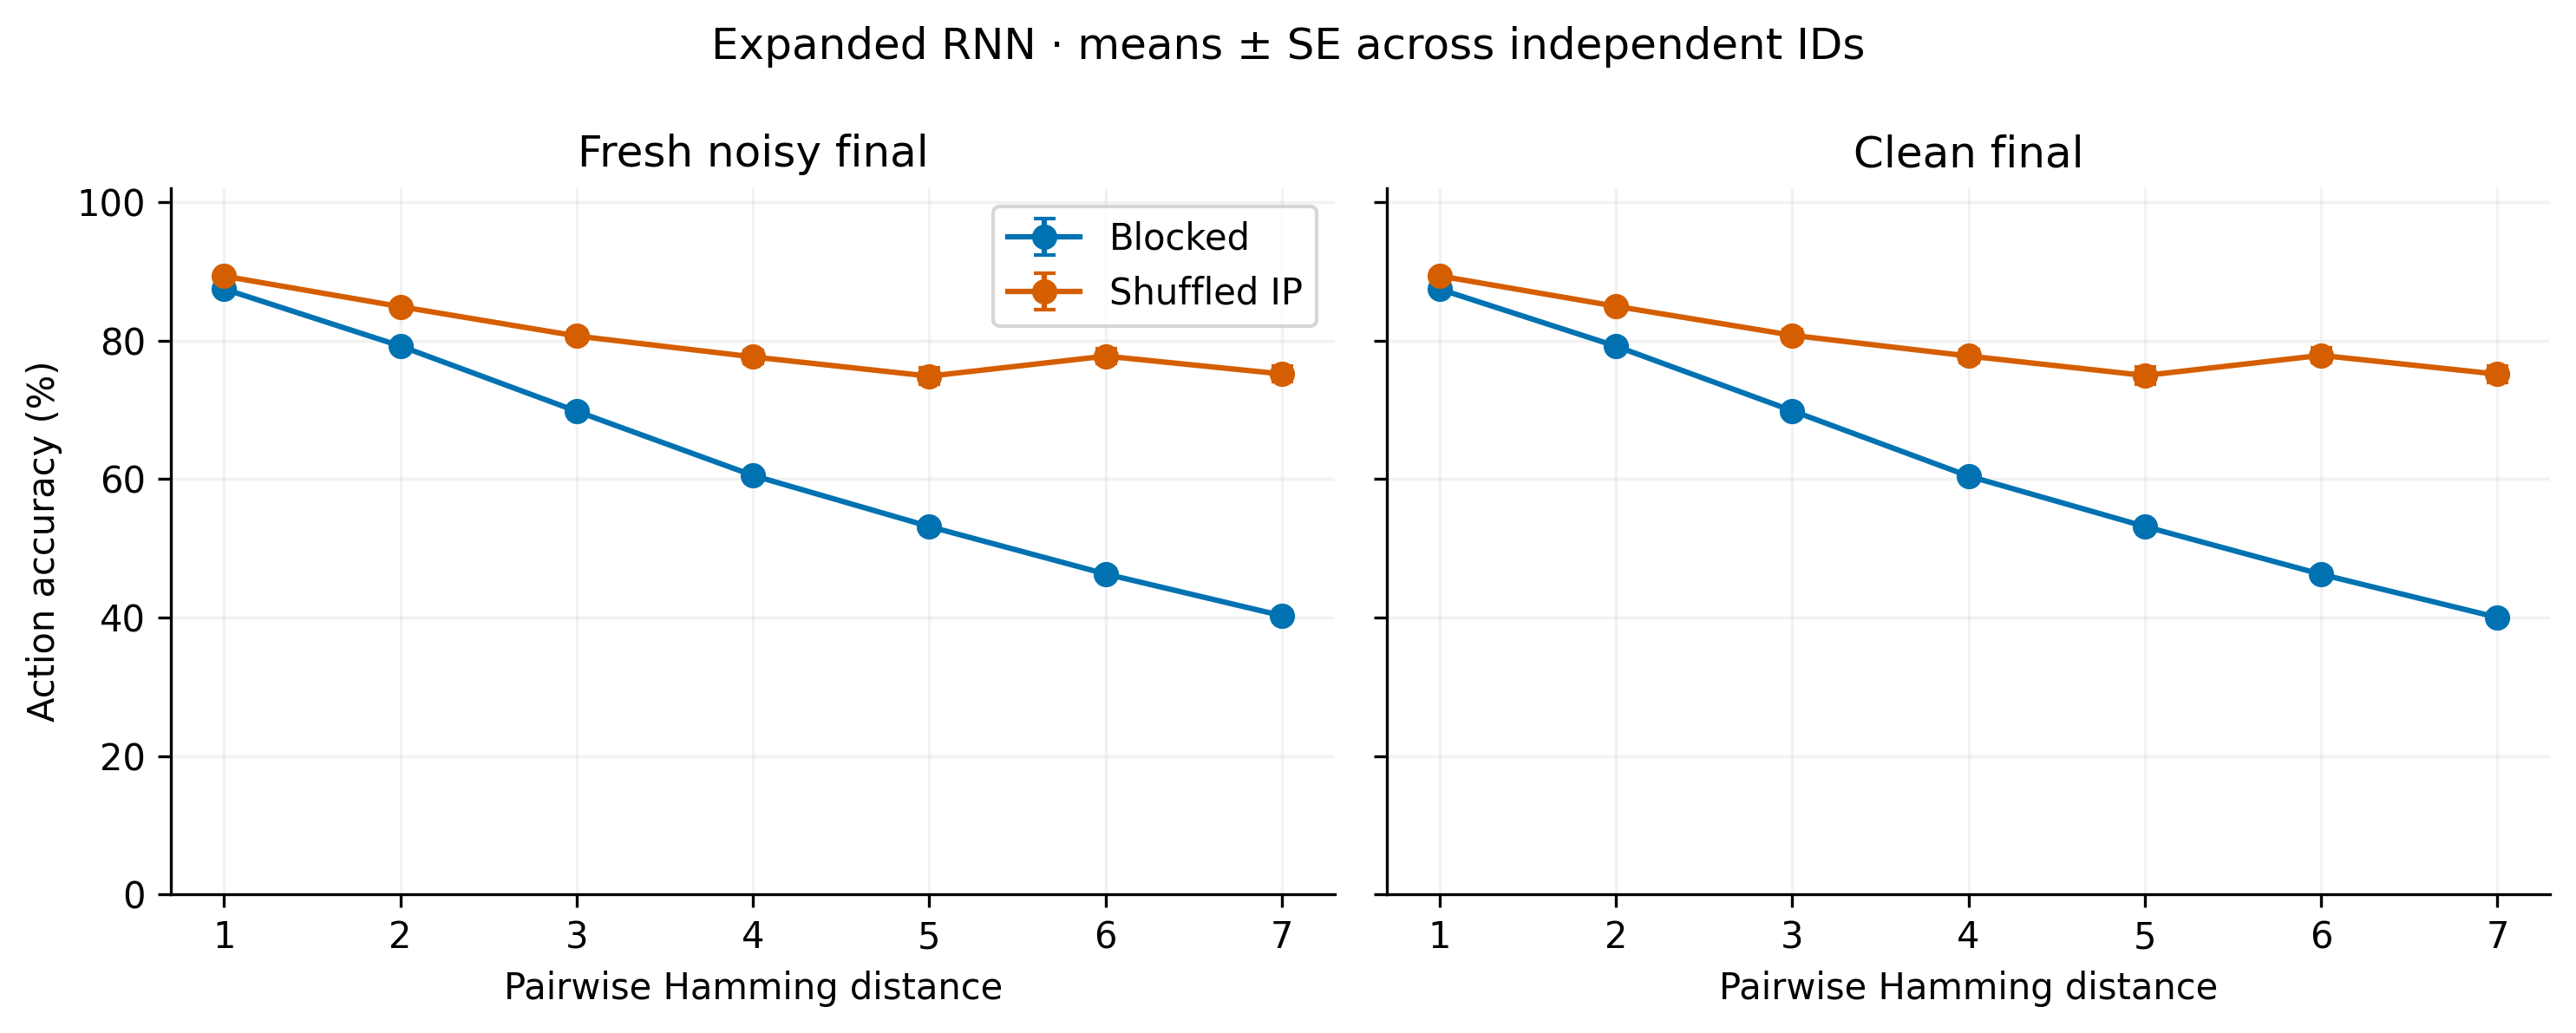 Expanded RNN · means ± SE across independent IDs
Fresh noisy final
Clean final
Action accuracy (%)
100
80
60
40
20
0
Blocked
Shuffled IP
1 2 3 4 5 6 7
Pairwise Hamming distance
1 2 3 4 5 6 7
Pairwise Hamming distance